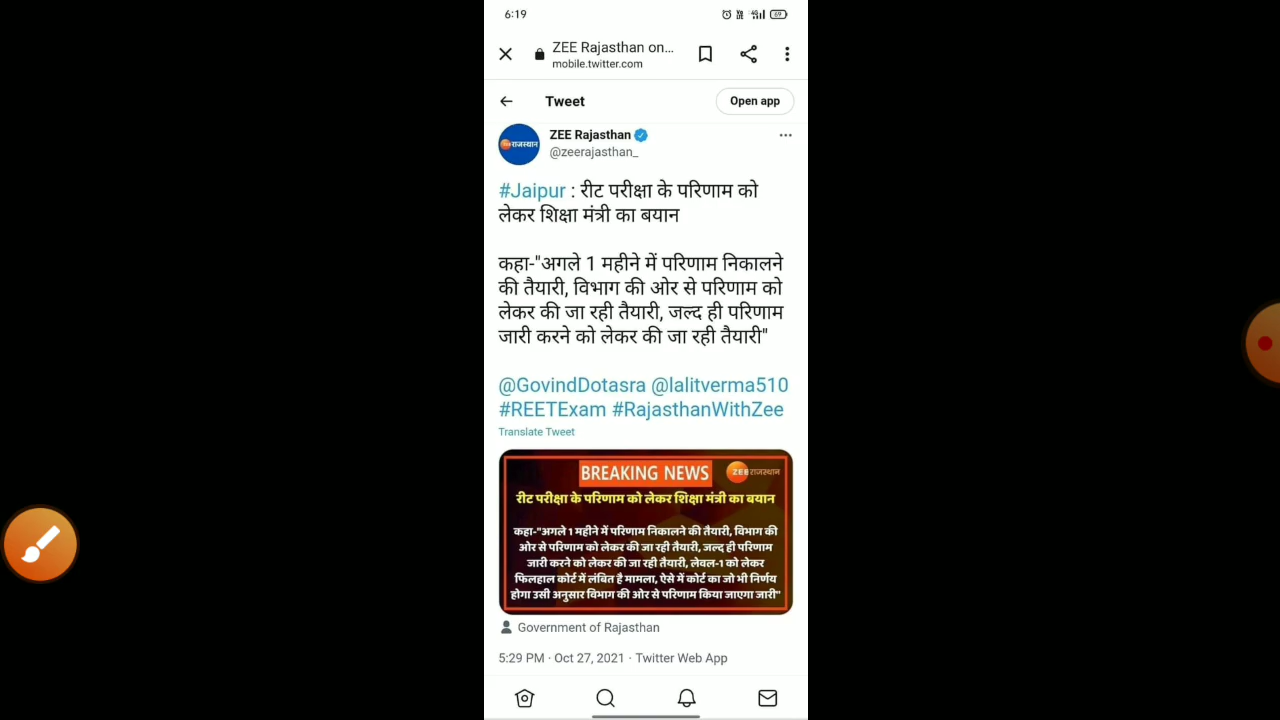 6:19
69
ZEE Rajasthan on...
mobile.twitter.com
Tweet
Open app
ZEE Rajasthan
@zeerajasthan_
#Jaipur : रीट परीक्षा के परिणाम को
लेकर शिक्षा मंत्री का बयान
कहा-"अगले 1 महीने में परिणाम निकालने
की तैयारी, विभाग की ओर से परिणाम को
लेकर की जा रही तैयारी, जल्द ही परिणाम
जारी करने को लेकर की जा रही तैयारी"
@GovindDotasra @lalitverma510
#REETExam #RajasthanWithZee
Translate Tweet
BREAKING NEWS
ZEE राजस्थान
रीट परीक्षा के परिणाम को लेकर शिक्षा मंत्री का बयान
कहा-"अगले 1 महीने में परिणाम निकालने की तैयारी, विभाग की
ओर से परिणाम को लेकर की जा रही तैयारी, जल्द ही परिणाम
जारी करने को लेकर की जा रही तैयारी, लेवल-1 को लेकर
फिलहाल कोर्ट में लंबित है मामला, ऐसे में कोर्ट का जो भी निर्णय
होगा उसी अनुसार विभाग की ओर से परिणाम किया जाएगा जारी"
Government of Rajasthan
5:29 PM · Oct 27, 2021 · Twitter Web App